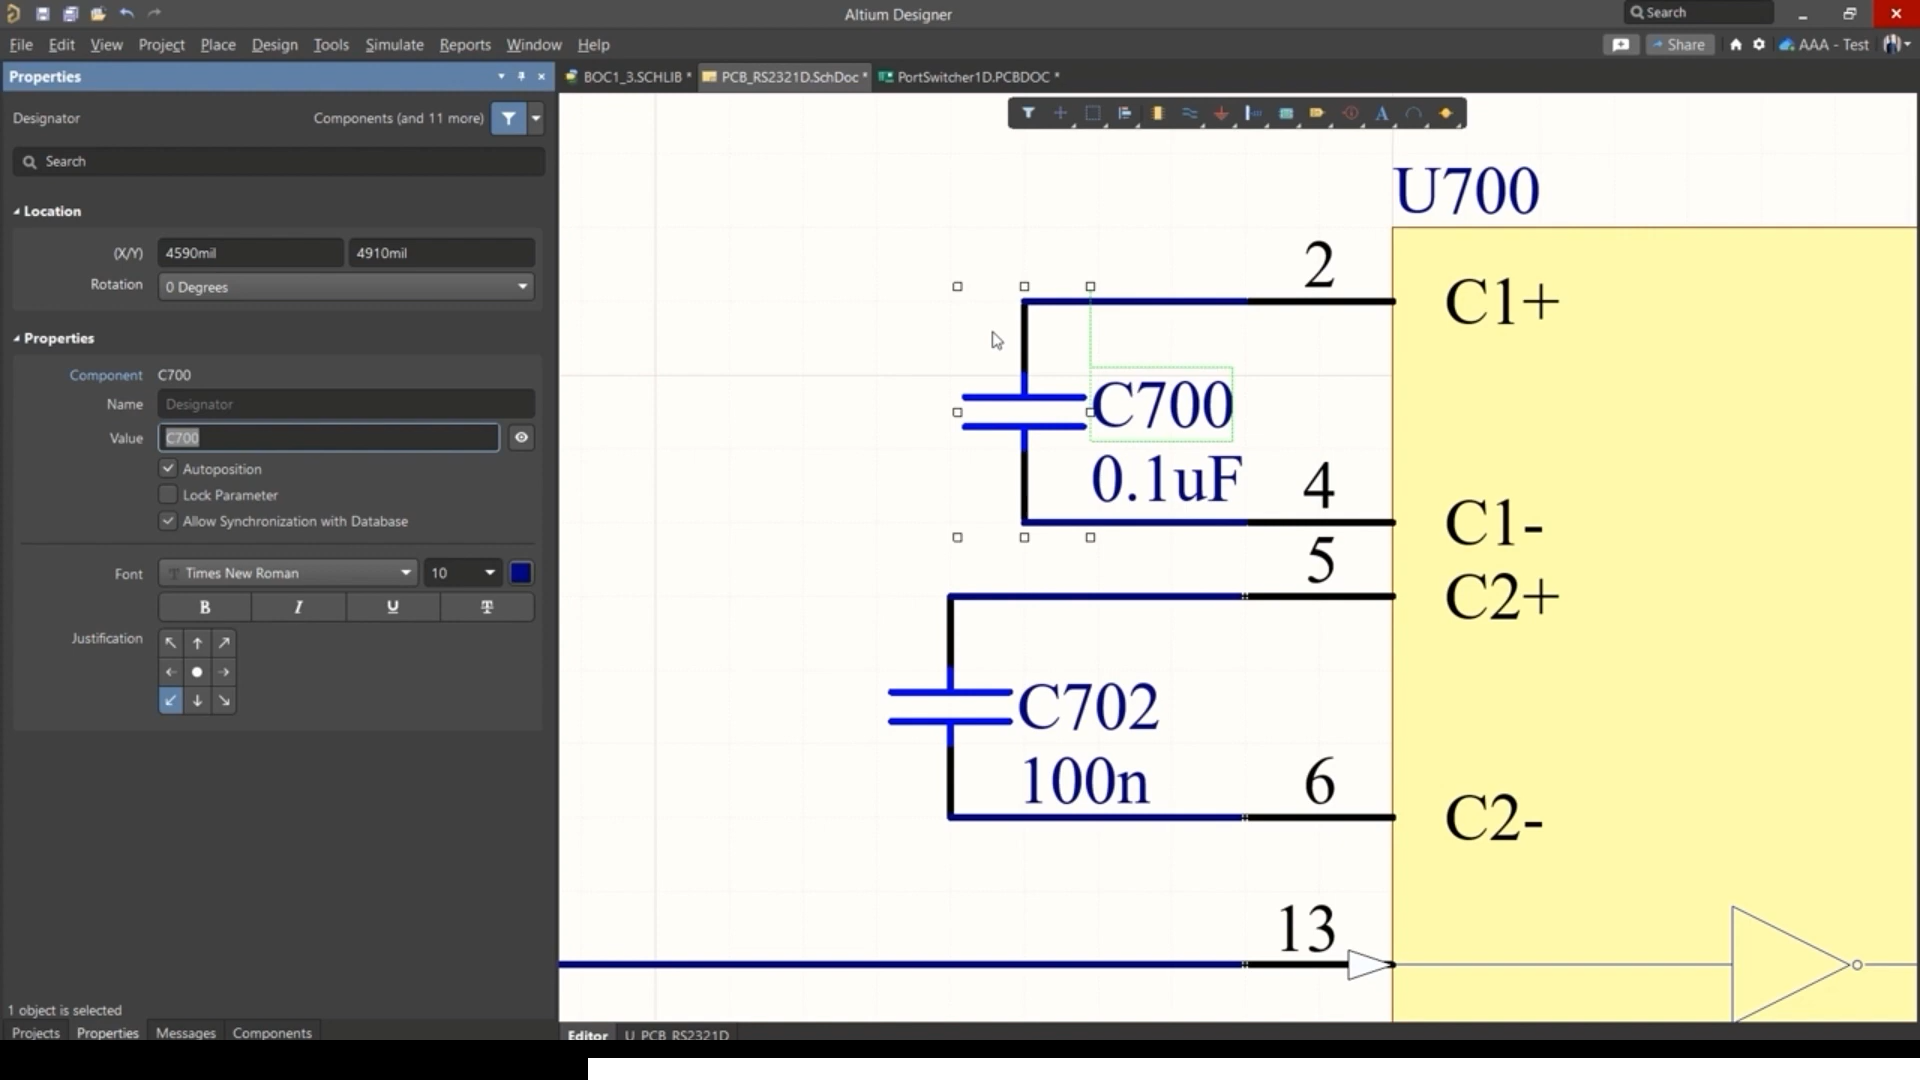 Altium Designer
Search
File Edit View Project Place Design Tools Simulate Reports Window Help
Share
AAA - Test
Properties
BOC1_3.SCHLIB *
PCB_RS2321D.SchDoc *
PortSwitcher1D.PCBDOC *
Designator
Components (and 11 more)
Search
Location
(X/Y) 4590mil 4910mil
Rotation 0 Degrees
Properties
Component C700
Name Designator
Value C700
Autoposition
Lock Parameter
Allow Synchronization with Database
Font Times New Roman 10
B I U T
Justification
1 object is selected
Projects Properties Messages Components
U700
2
C1+
C700
0.1uF
4
C1-
5
C2+
C702
100n
6
C2-
13
Editor U_PCB_RS2321D